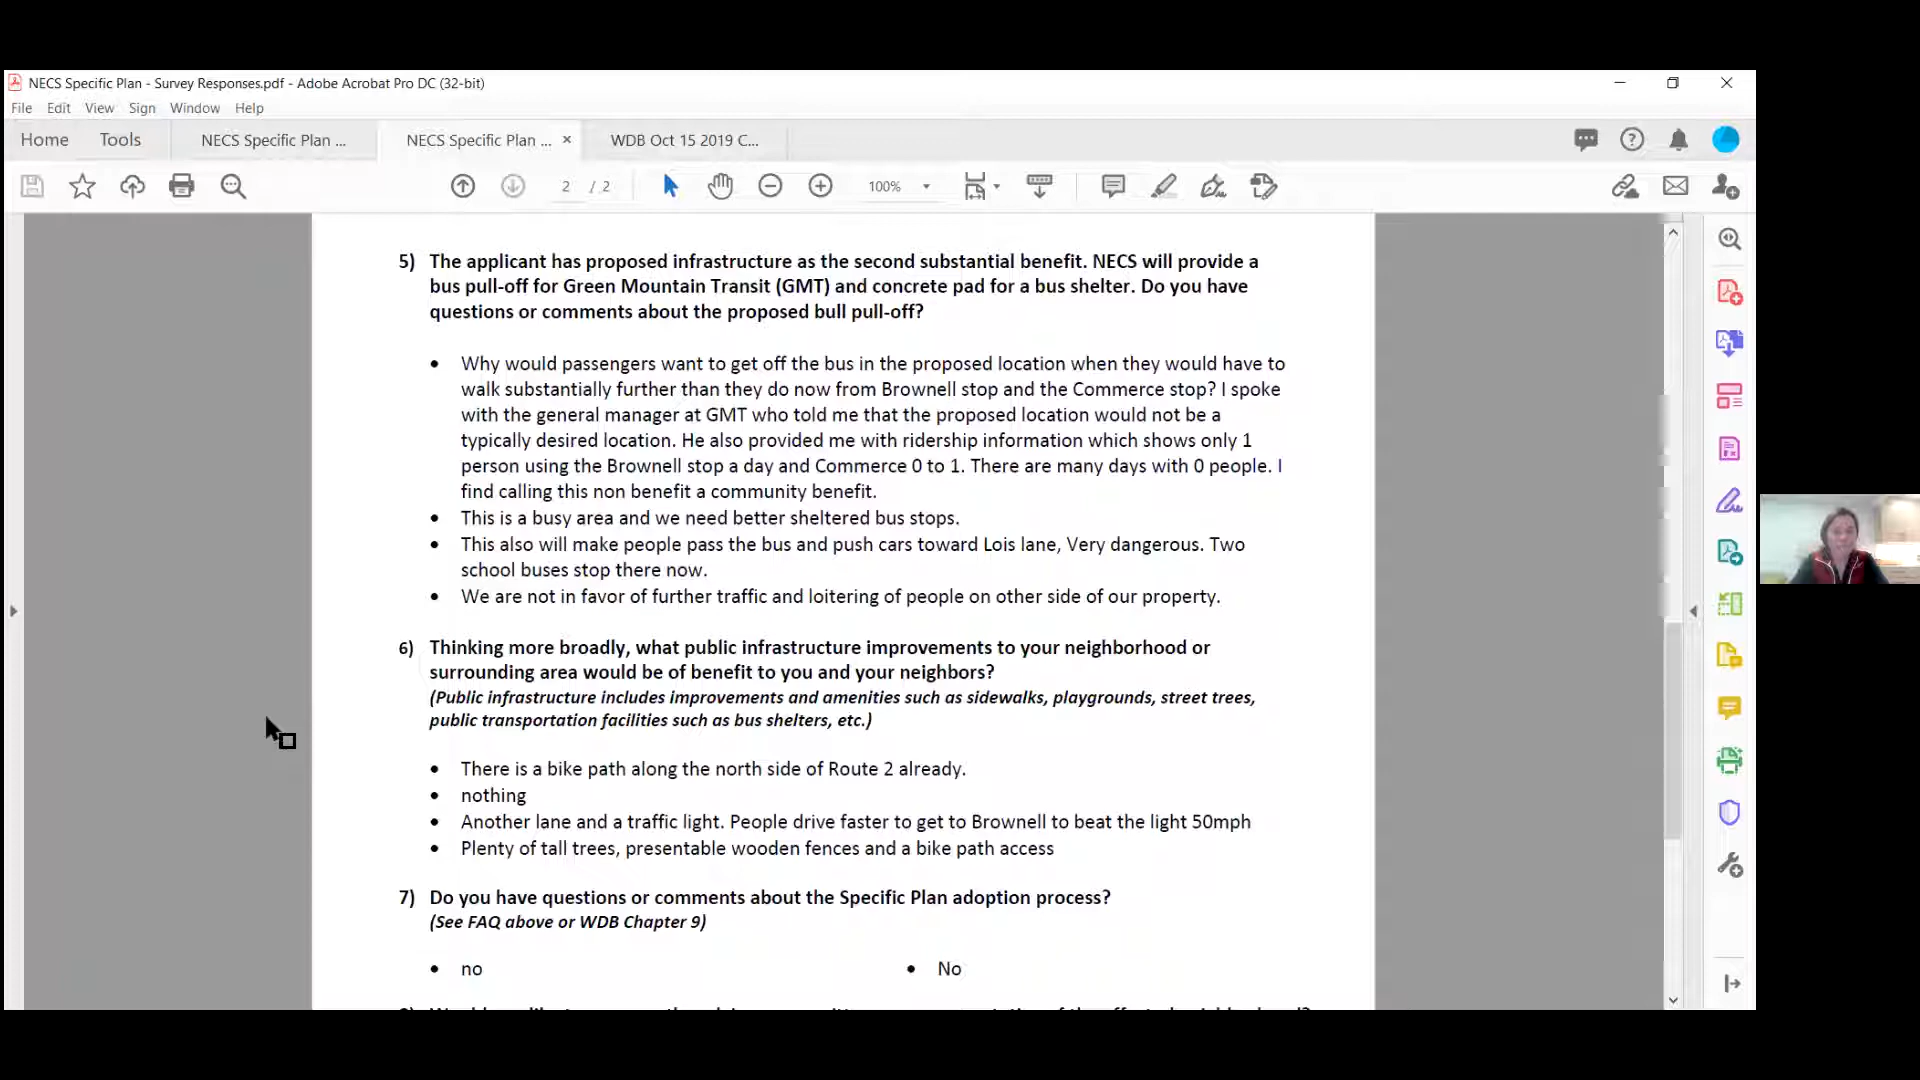 NECS Specific Plan - Survey Responses.pdf - Adobe Acrobat Pro DC (32-bit)
File Edit View Sign Window Help
Home Tools NECS Specific Plan ... NECS Specific Plan ... × WDB Oct 15 2019 C...
2 / 2 100%
5) The applicant has proposed infrastructure as the second substantial benefit. NECS will provide a
bus pull-off for Green Mountain Transit (GMT) and concrete pad for a bus shelter. Do you have
questions or comments about the proposed bull pull-off?
• Why would passengers want to get off the bus in the proposed location when they would have to
walk substantially further than they do now from Brownell stop and the Commerce stop? I spoke
with the general manager at GMT who told me that the proposed location would not be a
typically desired location. He also provided me with ridership information which shows only 1
person using the Brownell stop a day and Commerce 0 to 1. There are many days with 0 people. I
find calling this non benefit a community benefit.
• This is a busy area and we need better sheltered bus stops.
• This also will make people pass the bus and push cars toward Lois lane, Very dangerous. Two
school buses stop there now.
• We are not in favor of further traffic and loitering of people on other side of our property.
6) Thinking more broadly, what public infrastructure improvements to your neighborhood or
surrounding area would be of benefit to you and your neighbors?
(Public infrastructure includes improvements and amenities such as sidewalks, playgrounds, street trees,
public transportation facilities such as bus shelters, etc.)
• There is a bike path along the north side of Route 2 already.
• nothing
• Another lane and a traffic light. People drive faster to get to Brownell to beat the light 50mph
• Plenty of tall trees, presentable wooden fences and a bike path access
7) Do you have questions or comments about the Specific Plan adoption process?
(See FAQ above or WDB Chapter 9)
• no • No